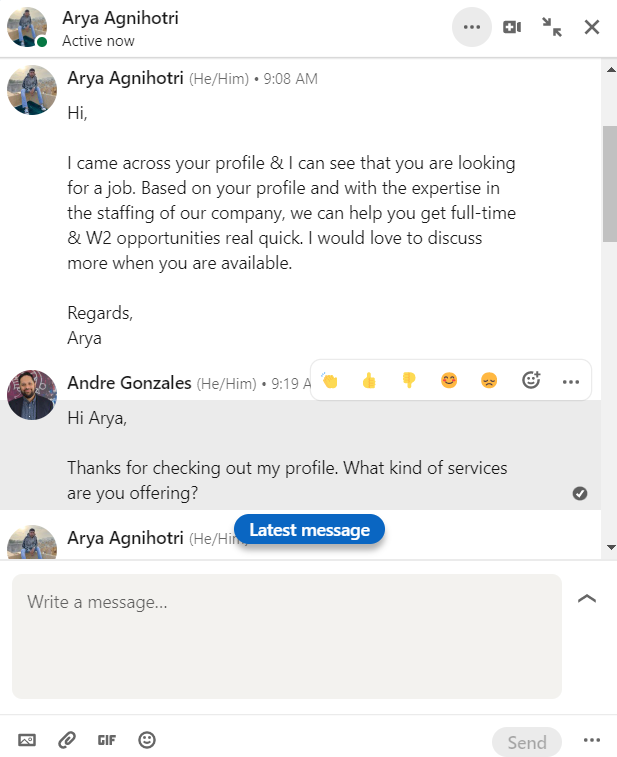 Arya Agnihotri
Active now
Arya Agnihotri (He/Him) • 9:08 AM
Hi,
I came across your profile & I can see that you are looking
for a job. Based on your profile and with the expertise in
the staffing of our company, we can help you get full-time
& W2 opportunities real quick. I would love to discuss
more when you are available.
Regards,
Arya
Andre Gonzales (He/Him) • 9:19 A
Hi Arya,
Thanks for checking out my profile. What kind of services
are you offering?
Arya Agnihotri (He/Him)
Latest message
Write a message…
GIF
Send